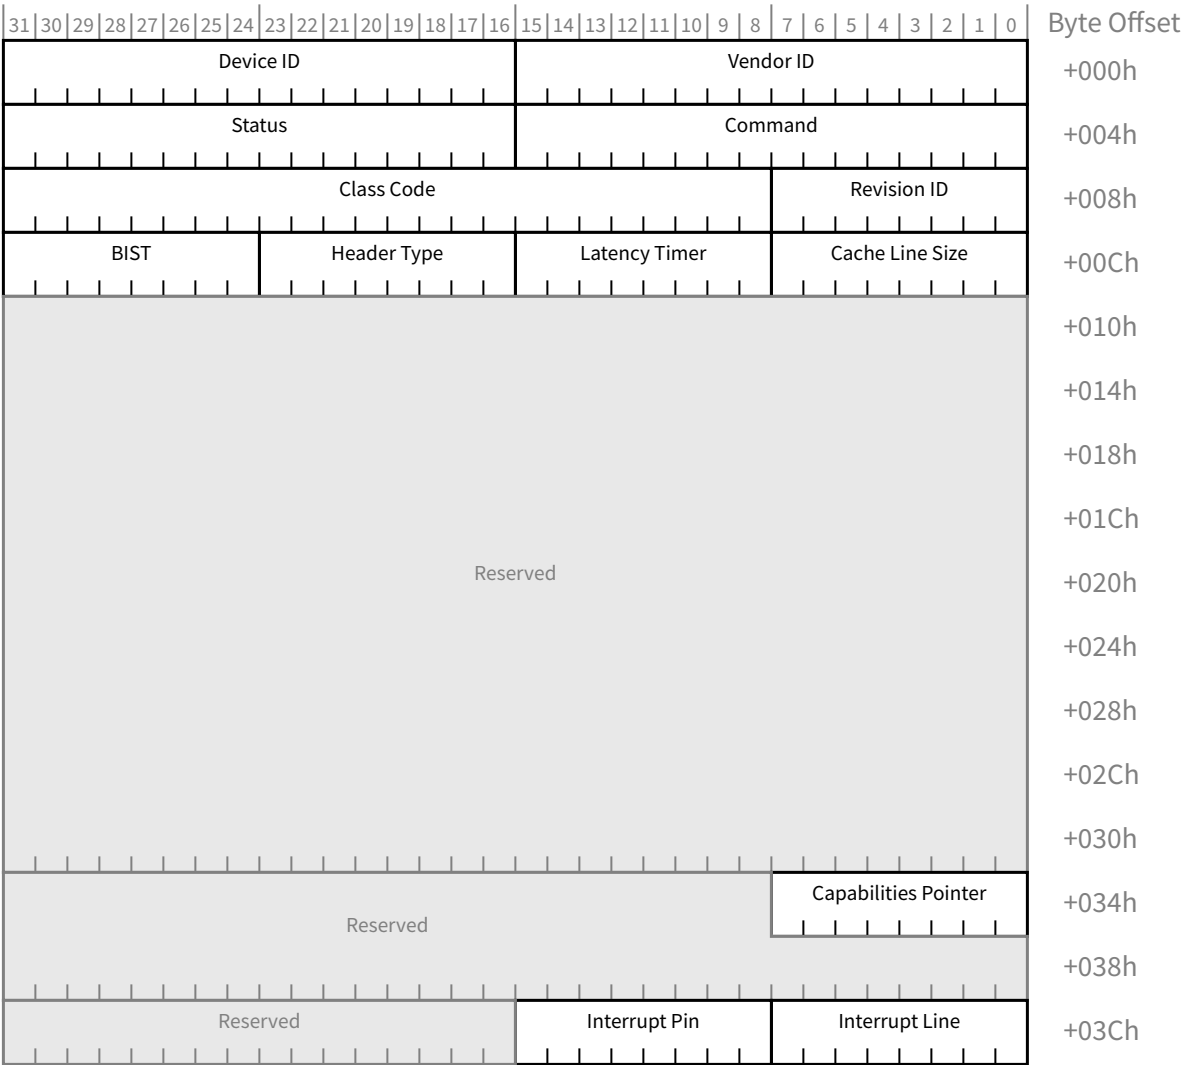 31 30 29 28 27 26 25 24 23 22 21 20 19 18 17 16 15 14 13 12 11 10 9 8 7 6 5 4 3 2 1 0 Byte Offset
Device ID Vendor ID +000h
Status Command +004h
Class Code Revision ID +008h
BIST Header Type Latency Timer Cache Line Size +00Ch
+010h
+014h
+018h
+01Ch
Reserved +020h
+024h
+028h
+02Ch
+030h
Capabilities Pointer +034h
Reserved
+038h
Reserved Interrupt Pin Interrupt Line +03Ch